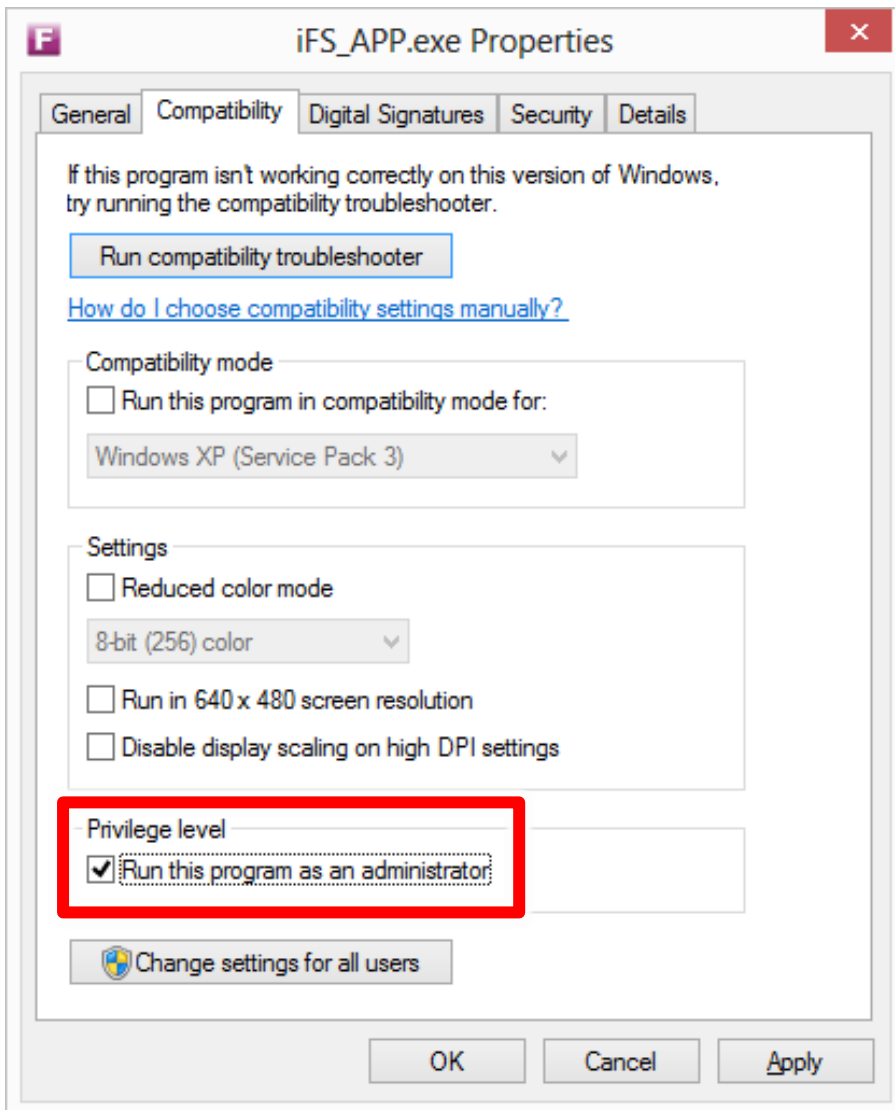 F
iFS_APP.exe Properties
General Compatibility Digital Signatures Security Details
If this program isn't working correctly on this version of Windows,
try running the compatibility troubleshooter.
Run compatibility troubleshooter
How do I choose compatibility settings manually?
Compatibility mode
Run this program in compatibility mode for:
Windows XP (Service Pack 3)
Settings
Reduced color mode
8-bit (256) color
Run in 640 x 480 screen resolution
Disable display scaling on high DPI settings
Privilege level
Run this program as an administrator
Change settings for all users
OK Cancel Apply